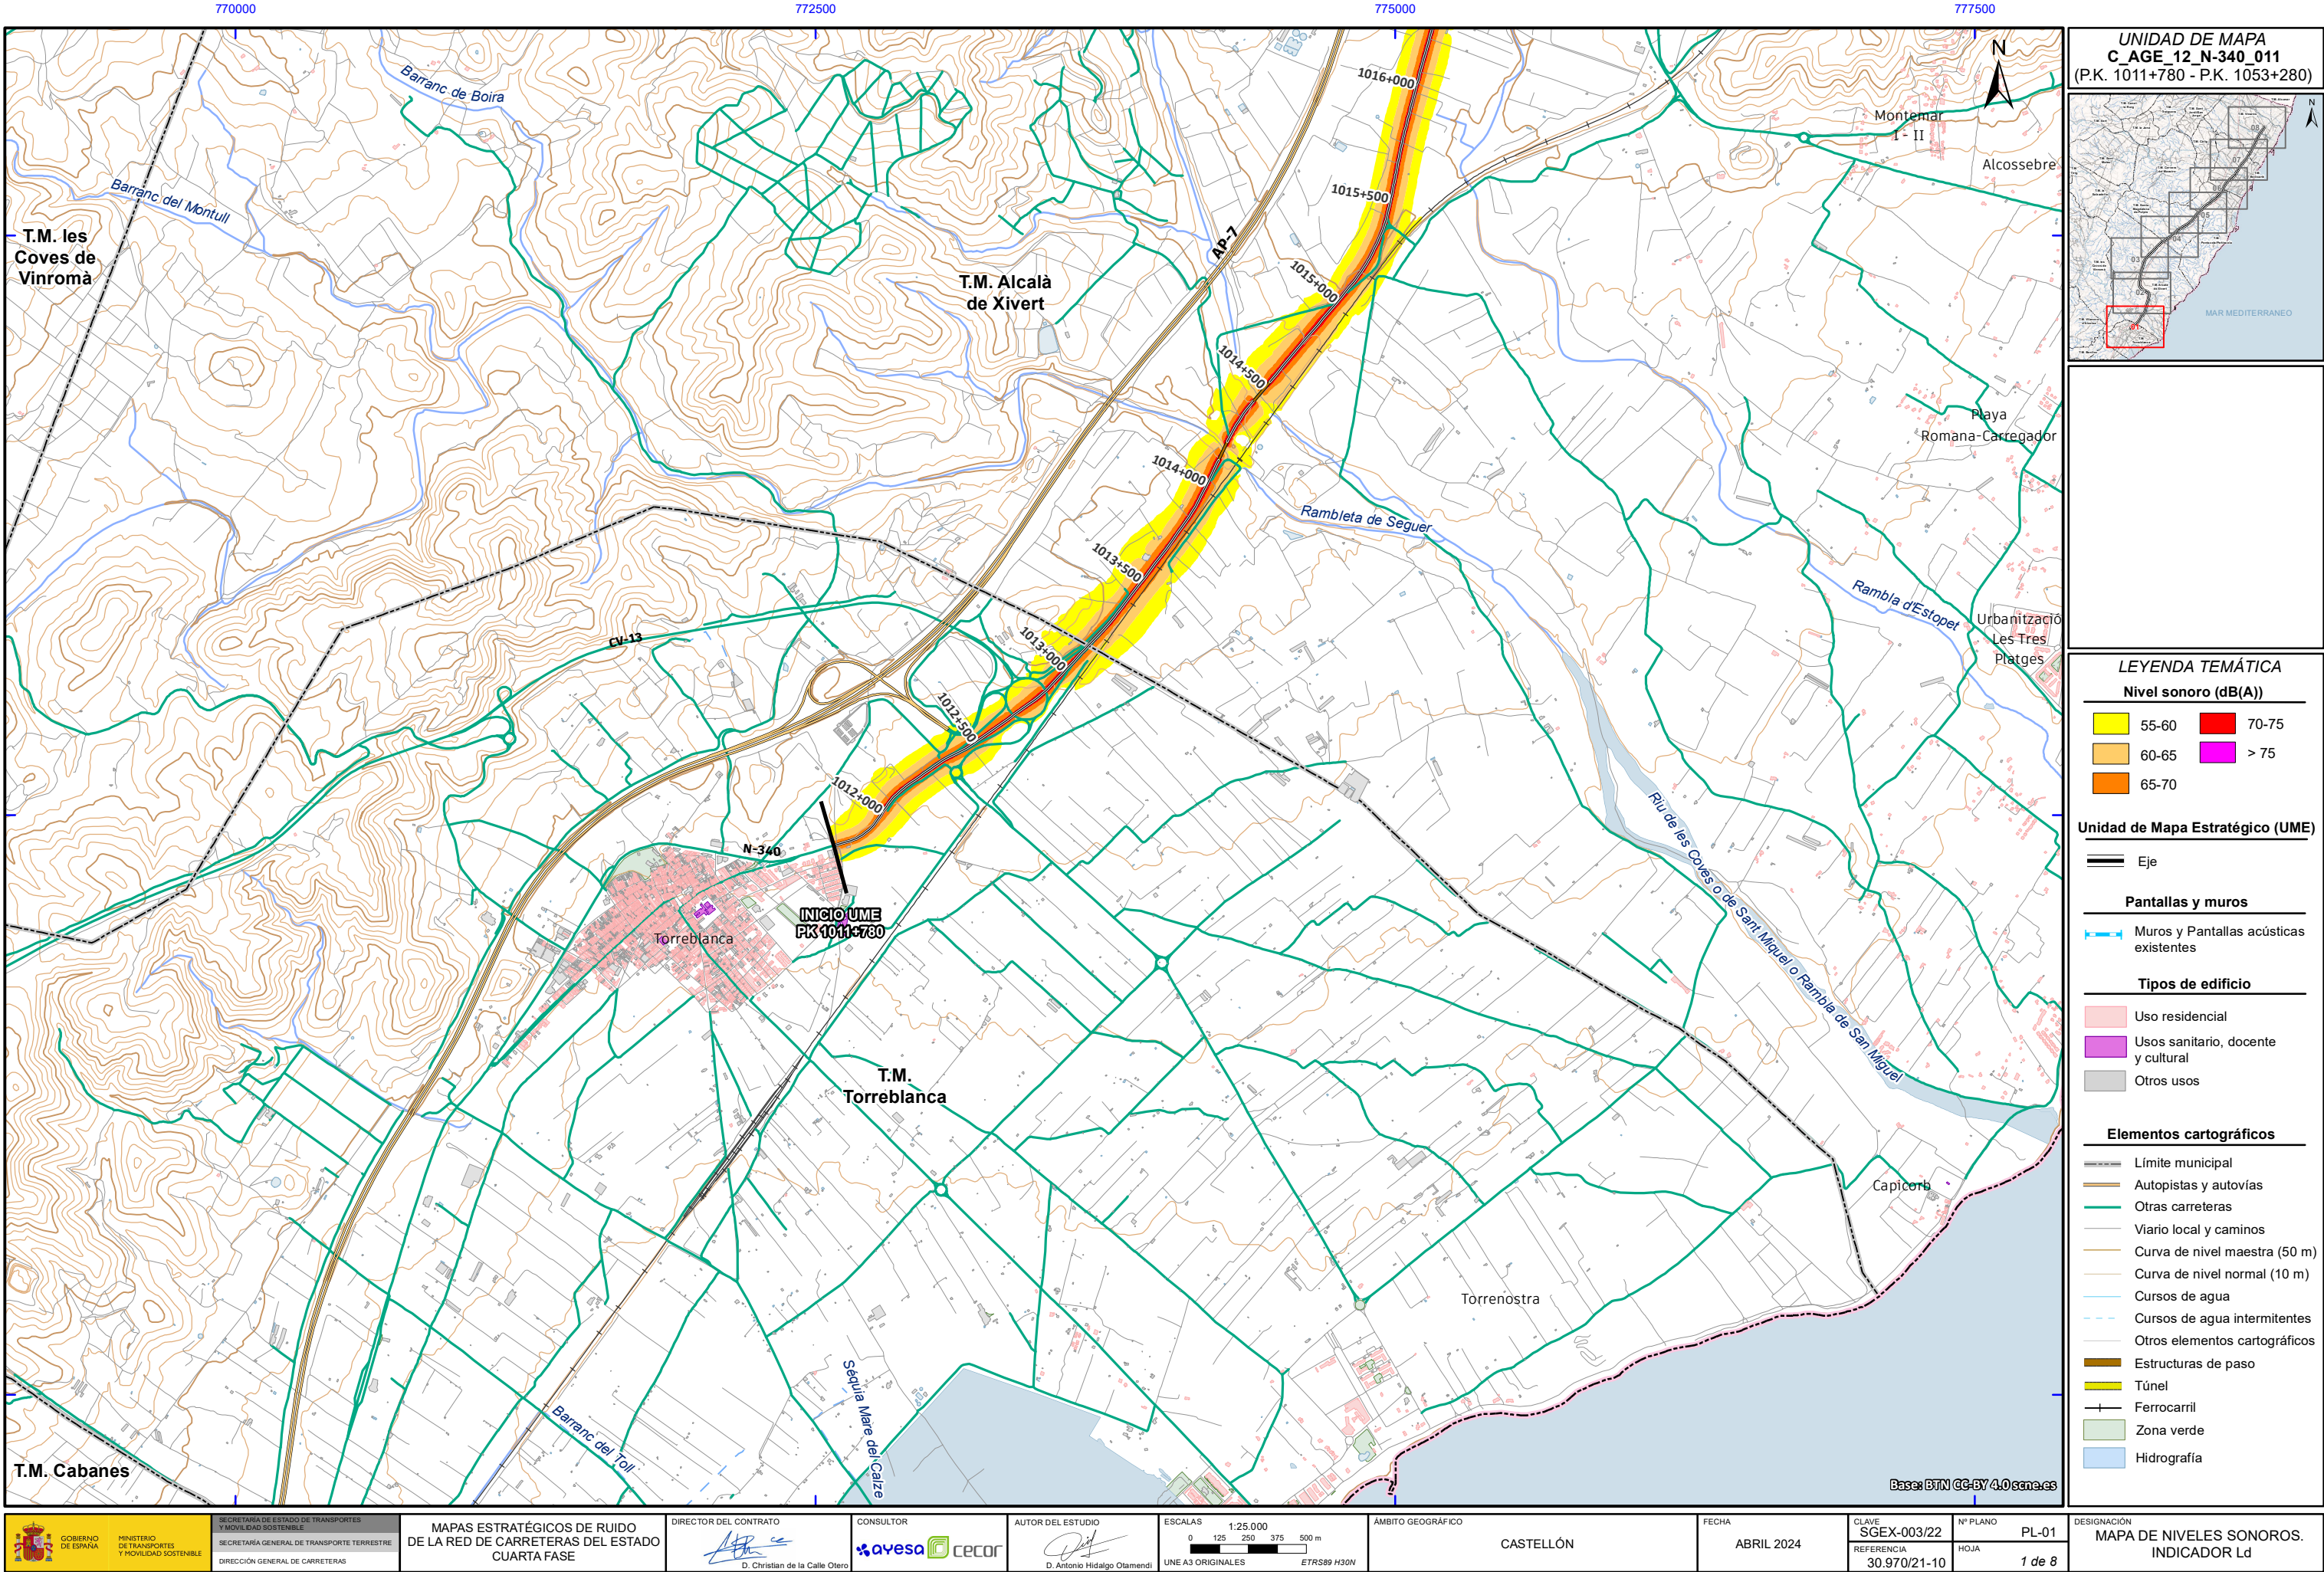 770000
772500
775000
777500
Barranc de Boira
Barranc del Montull
T.M. les
Coves de
Vinromà
T.M. Alcalà
de Xivert
AP-7
1016+000
1015+500
1015+000
1014+500
1014+000
1013+500
1013+000
1012+500
1012+000
N
Montemar
I - II
Alcossebre
Playa
Romana-Carregador
Rambleta de Seguer
Rambla d'Estopet
Urbanització
Les Tres
Platges
CV-13
N-340
INICIO UME
PK 1011+780
Torreblanca
T.M.
Torreblanca
Riu de les Coves o de Sant Miquel o Rambla de San Miguel
Capicorb
Torrenostra
Séquia Mare del Calze
Barranc del Toll
T.M. Cabanes
Base: BTN CC-BY 4.0 scne.es
UNIDAD DE MAPA
C_AGE_12_N-340_011
(P.K. 1011+780 - P.K. 1053+280)
N
08
07
06
05
04
03
02
01
MAR MEDITERRANEO
LEYENDA TEMÁTICA
Nivel sonoro (dB(A))
55-60
70-75
60-65
> 75
65-70
Unidad de Mapa Estratégico (UME)
Eje
Pantallas y muros
Muros y Pantallas acústicas
existentes
Tipos de edificio
Uso residencial
Usos sanitario, docente
y cultural
Otros usos
Elementos cartográficos
Límite municipal
Autopistas y autovías
Otras carreteras
Viario local y caminos
Curva de nivel maestra (50 m)
Curva de nivel normal (10 m)
Cursos de agua
Cursos de agua intermitentes
Otros elementos cartográficos
Estructuras de paso
Túnel
Ferrocarril
Zona verde
Hidrografía
GOBIERNO
DE ESPAÑA
MINISTERIO
DE TRANSPORTES
Y MOVILIDAD SOSTENIBLE
SECRETARÍA DE ESTADO DE TRANSPORTES
Y MOVILIDAD SOSTENIBLE
SECRETARÍA GENERAL DE TRANSPORTE TERRESTRE
DIRECCIÓN GENERAL DE CARRETERAS
MAPAS ESTRATÉGICOS DE RUIDO
DE LA RED DE CARRETERAS DEL ESTADO
CUARTA FASE
DIRECTOR DEL CONTRATO
D. Christian de la Calle Otero
CONSULTOR
ayesa cecor
AUTOR DEL ESTUDIO
D. Antonio Hidalgo Otamendi
ESCALAS
1:25.000
0 125 250 375 500 m
UNE A3 ORIGINALES
ETRS89 H30N
ÁMBITO GEOGRÁFICO
CASTELLÓN
FECHA
ABRIL 2024
CLAVE
SGEX-003/22
REFERENCIA
30.970/21-10
Nº PLANO
PL-01
HOJA
1 de 8
DESIGNACIÓN
MAPA DE NIVELES SONOROS.
INDICADOR Ld